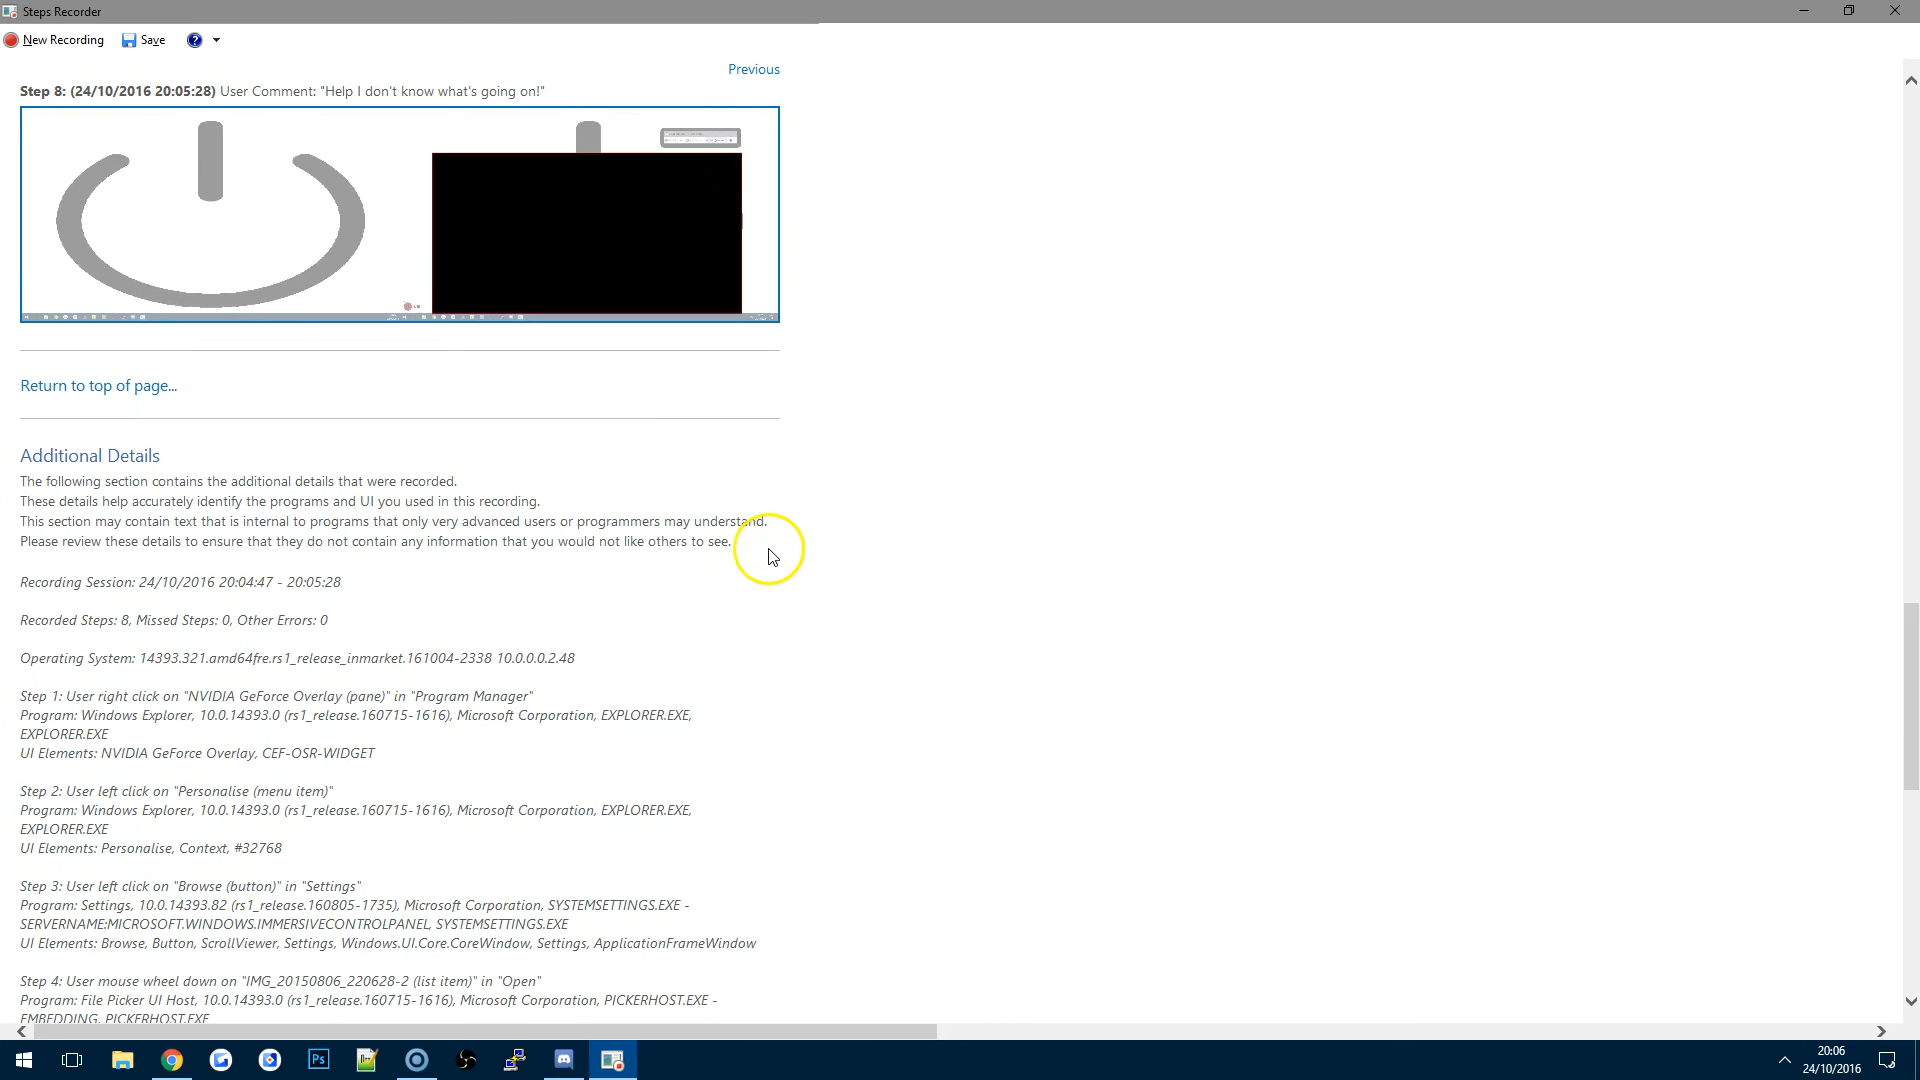 Steps Recorder
New Recording Save
Previous
Step 8: (24/10/2016 20:05:28) User Comment: "Help I don't know what's going on!"
Return to top of page...
Additional Details
The following section contains the additional details that were recorded.
These details help accurately identify the programs and UI you used in this recording.
This section may contain text that is internal to programs that only very advanced users or programmers may understand.
Please review these details to ensure that they do not contain any information that you would not like others to see.
Recording Session: 24/10/2016 20:04:47 - 20:05:28
Recorded Steps: 8, Missed Steps: 0, Other Errors: 0
Operating System: 14393.321.amd64fre.rs1_release_inmarket.161004-2338 10.0.0.0.2.48
Step 1: User right click on "NVIDIA GeForce Overlay (pane)" in "Program Manager"
Program: Windows Explorer, 10.0.14393.0 (rs1_release.160715-1616), Microsoft Corporation, EXPLORER.EXE,
EXPLORER.EXE
UI Elements: NVIDIA GeForce Overlay, CEF-OSR-WIDGET
Step 2: User left click on "Personalise (menu item)"
Program: Windows Explorer, 10.0.14393.0 (rs1_release.160715-1616), Microsoft Corporation, EXPLORER.EXE,
EXPLORER.EXE
UI Elements: Personalise, Context, #32768
Step 3: User left click on "Browse (button)" in "Settings"
Program: Settings, 10.0.14393.82 (rs1_release.160805-1735), Microsoft Corporation, SYSTEMSETTINGS.EXE -
SERVERNAME:MICROSOFT.WINDOWS.IMMERSIVECONTROLPANEL, SYSTEMSETTINGS.EXE
UI Elements: Browse, Button, ScrollViewer, Settings, Windows.UI.Core.CoreWindow, Settings, ApplicationFrameWindow
Step 4: User mouse wheel down on "IMG_20150806_220628-2 (list item)" in "Open"
Program: File Picker UI Host, 10.0.14393.0 (rs1_release.160715-1616), Microsoft Corporation, PICKERHOST.EXE -
EMBEDDING, PICKERHOST.EXE
Ps
20:06
24/10/2016